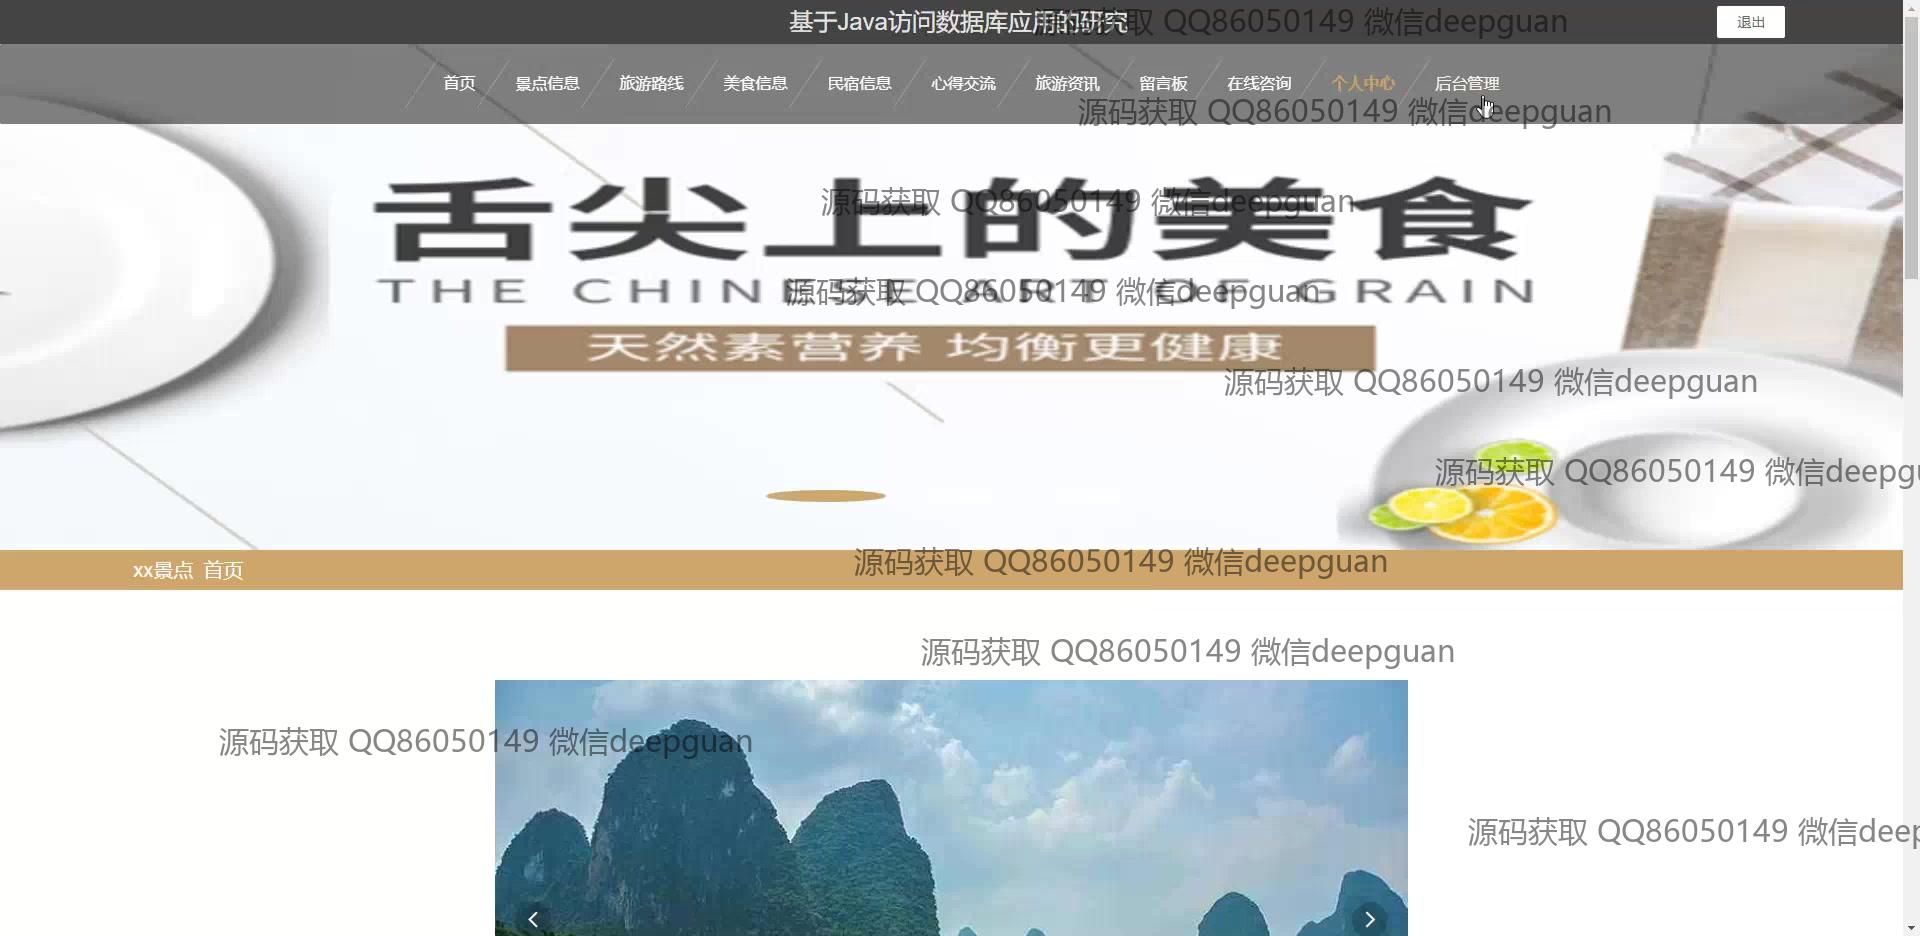 基于Java访问数据库应用的研究
源码获取 QQ86050149 微信deepguan
退出
首页 景点信息 旅游路线 美食信息 民宿信息 心得交流 旅游资讯 留言板 在线咨询 个人中心 后台管理
源码获取 QQ86050149 微信deepguan
舌尖上的美食
源码获取 QQ86050149 微信deepguan
THE CHINESE ART OF GRAIN
源码获取 QQ86050149 微信deepguan
天然素营养 均衡更健康
源码获取 QQ86050149 微信deepguan
源码获取 QQ86050149 微信deepgu
xx景点 首页
源码获取 QQ86050149 微信deepguan
源码获取 QQ86050149 微信deepguan
源码获取 QQ86050149 微信deepguan
源码获取 QQ86050149 微信deep